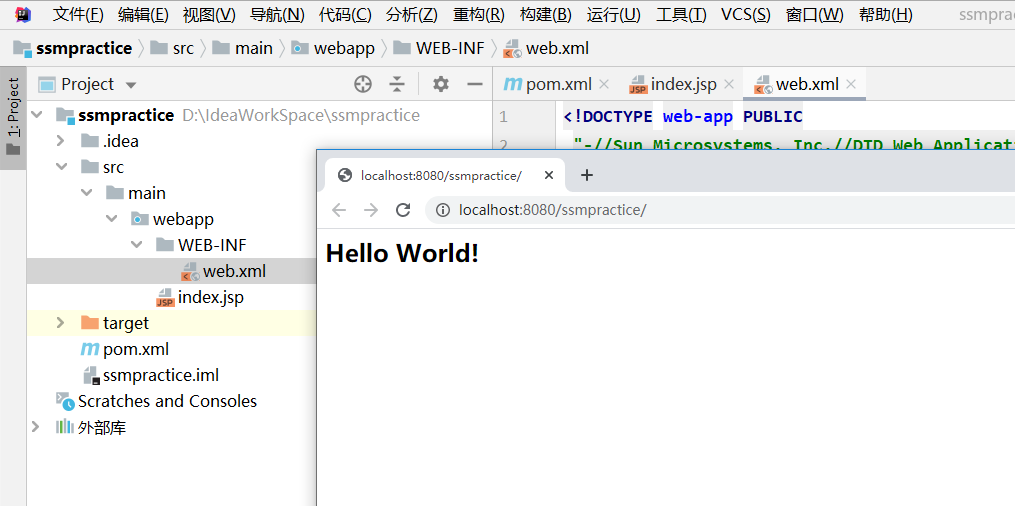 文件(F) 编辑(E) 视图(V) 导航(N) 代码(C) 分析(Z) 重构(R) 构建(B) 运行(U) 工具(T) VCS(S) 窗口(W) 帮助(H) ssmprac
ssmpractice src main webapp WEB-INF web.xml
1: Project
Project
pom.xml index.jsp web.xml
ssmpractice D:\IdeaWorkSpace\ssmpractice
1 <!DOCTYPE web-app PUBLIC
.idea
2 "-//Sun Microsystems, Inc.//DTD Web Applicati
src
localhost:8080/ssmpractice/
main
localhost:8080/ssmpractice/
webapp
WEB-INF
Hello World!
web.xml
index.jsp
target
pom.xml
ssmpractice.iml
Scratches and Consoles
外部库